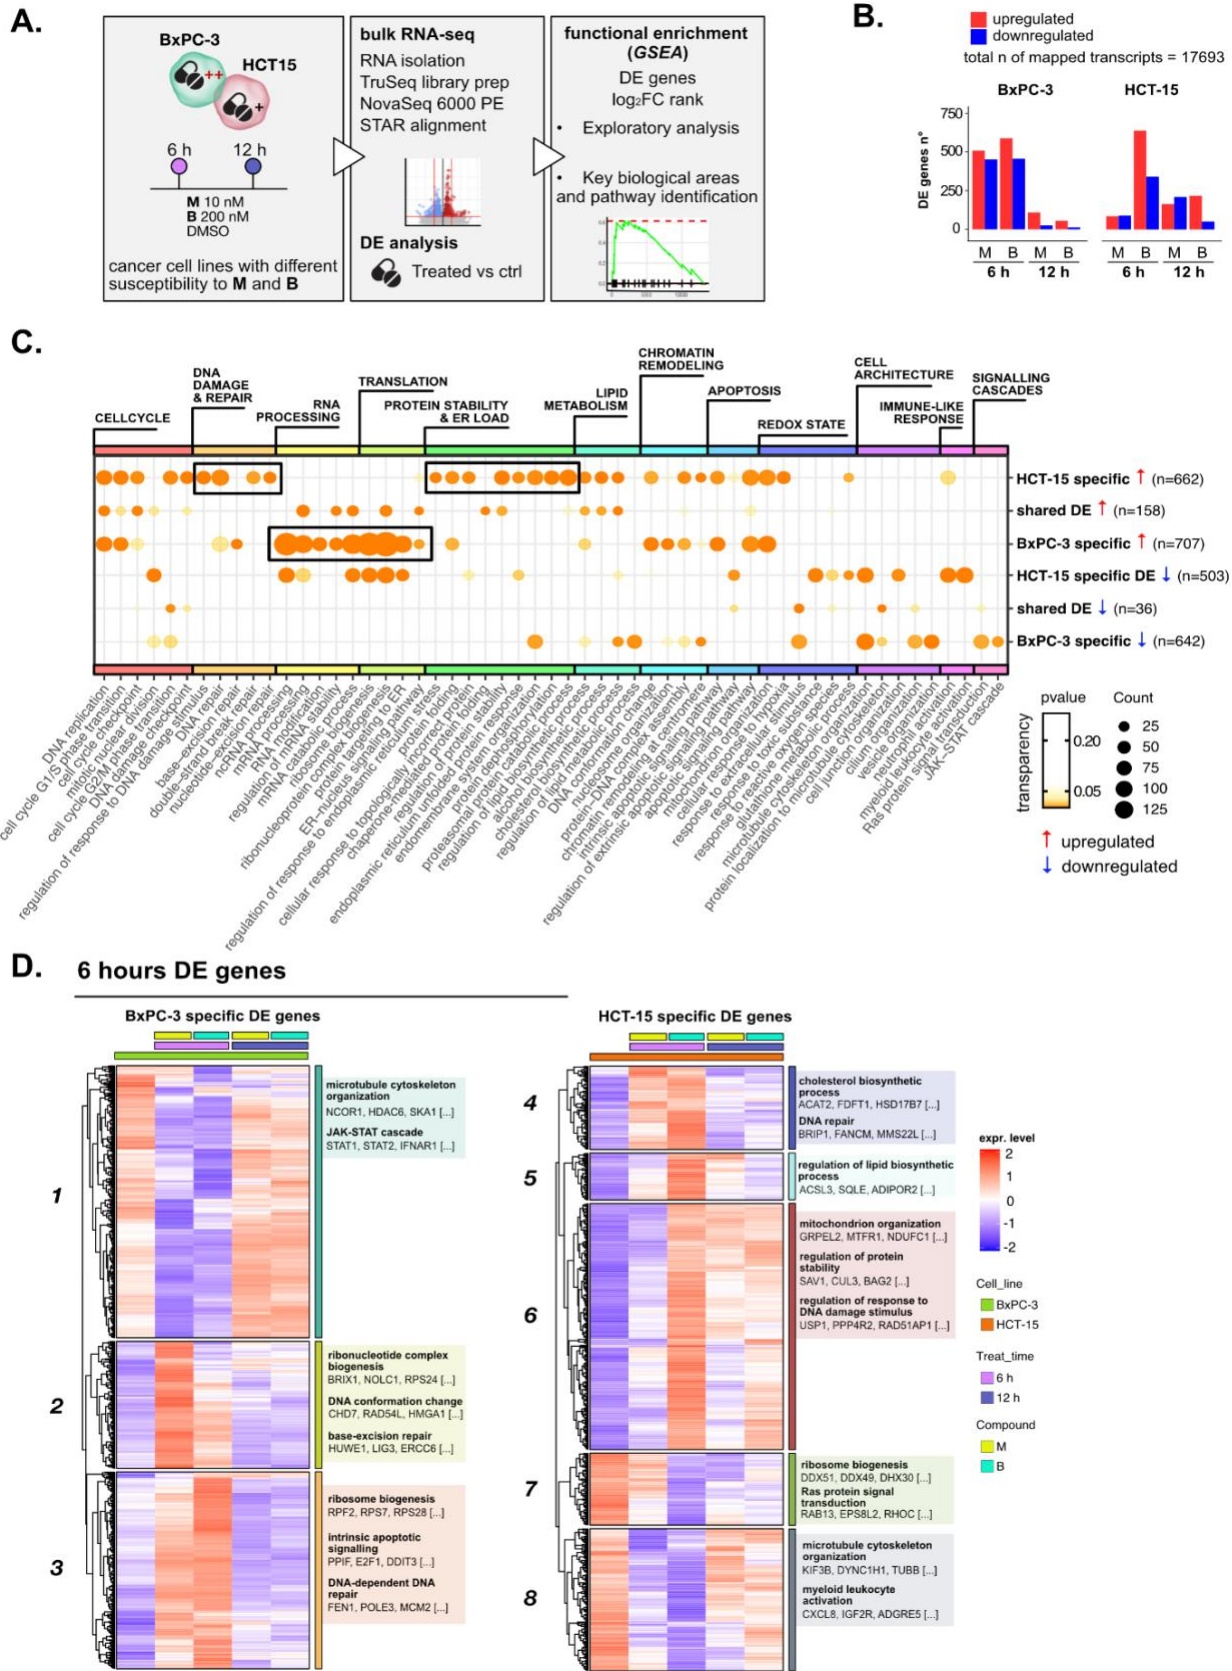 A.
BxPC-3
++
HCT15
+
6 h
12 h
M 10 nM
B 200 nM
DMSO
cancer cell lines with different
susceptibility to M and B
bulk RNA-seq
RNA isolation
TruSeq library prep
NovaSeq 6000 PE
STAR alignment
DE analysis
Treated vs ctrl
functional enrichment
(GSEA)
DE genes
log₂FC rank
• Exploratory analysis
• Key biological areas
and pathway identification
B.
upregulated
downregulated
total n of mapped transcripts = 17693
BxPC-3
HCT-15
DE genes n°
750
500
250
0
M B M B
6 h 12 h
M B M B
6 h 12 h
C.
CELLCYCLE
DNA
DAMAGE
& REPAIR
RNA
PROCESSING
TRANSLATION
PROTEIN STABILITY
& ER LOAD
LIPID
METABOLISM
CHROMATIN
REMODELING
APOPTOSIS
REDOX STATE
CELL
ARCHITECTURE
IMMUNE-LIKE
RESPONSE
SIGNALLING
CASCADES
HCT-15 specific ↑ (n=662)
shared DE ↑ (n=158)
BxPC-3 specific ↑ (n=707)
HCT-15 specific DE ↓ (n=503)
shared DE ↓ (n=36)
BxPC-3 specific ↓ (n=642)
DNA replication
cell cycle G1/S phase transition
cell cycle checkpoint
mitotic nuclear division
cell cycle G2/M phase transition
DNA damage checkpoint
regulation of response to DNA damage stimulus
DNA repair
base-excision repair
double-strand break repair
nucleotide-excision repair
ncRNA processing
mRNA processing
RNA modification
regulation of mRNA stability
mRNA catabolic process
ribosome biogenesis
ribonucleoprotein complex biogenesis
protein targeting to ER
ER-nucleus signaling pathway
regulation of response to endoplasmic reticulum stress
protein folding
cellular response to topologically incorrect protein
chaperone-mediated protein folding
regulation of protein stability
endoplasmic reticulum unfolded protein response
endomembrane system organization
protein dephosphorylation
proteasomal protein catabolic process
regulation of lipid biosynthetic process
alcohol biosynthetic process
cholesterol biosynthetic process
regulation of lipid metabolic process
DNA conformation change
nucleosome organization
protein-DNA complex assembly
chromatin remodeling at centromere
intrinsic apoptotic signaling pathway
regulation of extrinsic apoptotic signaling pathway
apoptotic signaling pathway
mitochondrion organization
cellular response to hypoxia
response to extracellular stimulus
response to toxic substance
response to reactive oxygen species
glutathione metabolic process
microtubule cytoskeleton organization
protein localization to microtubule cytoskeleton
cell junction organization
cilium organization
vesicle organization
neutrophil activation
myeloid leukocyte activation
Ras protein signal transduction
JAK-STAT cascade
pvalue
transparency
0.20
0.05
Count
25
50
75
100
125
↑ upregulated
↓ downregulated
D. 6 hours DE genes
BxPC-3 specific DE genes
1
2
3
microtubule cytoskeleton
organization
NCOR1, HDAC6, SKA1 [...]
JAK-STAT cascade
STAT1, STAT2, IFNAR1 [...]
ribonucleotide complex
biogenesis
BRIX1, NOLC1, RPS24 [...]
DNA conformation change
CHD7, RAD54L, HMGA1 [...]
base-excision repair
HUWE1, LIG3, ERCC6 [...]
ribosome biogenesis
RPF2, RPS7, RPS28 [...]
intrinsic apoptotic
signalling
PPIF, E2F1, DDIT3 [...]
DNA-dependent DNA
repair
FEN1, POLE3, MCM2 [...]
HCT-15 specific DE genes
4
5
6
7
8
cholesterol biosynthetic
process
ACAT2, FDFT1, HSD17B7 [...]
DNA repair
BRIP1, FANCM, MMS22L [...]
regulation of lipid biosynthetic
process
ACSL3, SQLE, ADIPOR2 [...]
mitochondrion organization
GRPEL2, MTFR1, NDUFC1 [...]
regulation of protein
stability
SAV1, CUL3, BAG2 [...]
regulation of response to
DNA damage stimulus
USP1, PPP4R2, RAD51AP1 [...]
ribosome biogenesis
DDX51, DDX49, DHX30 [...]
Ras protein signal
transduction
RAB13, EPS8L2, RHOC [...]
microtubule cytoskeleton
organization
KIF3B, DYNC1H1, TUBB [...]
myeloid leukocyte
activation
CXCL8, IGF2R, ADGRE5 [...]
expr. level
2
1
0
-1
-2
Cell_line
BxPC-3
HCT-15
Treat_time
6 h
12 h
Compound
M
B